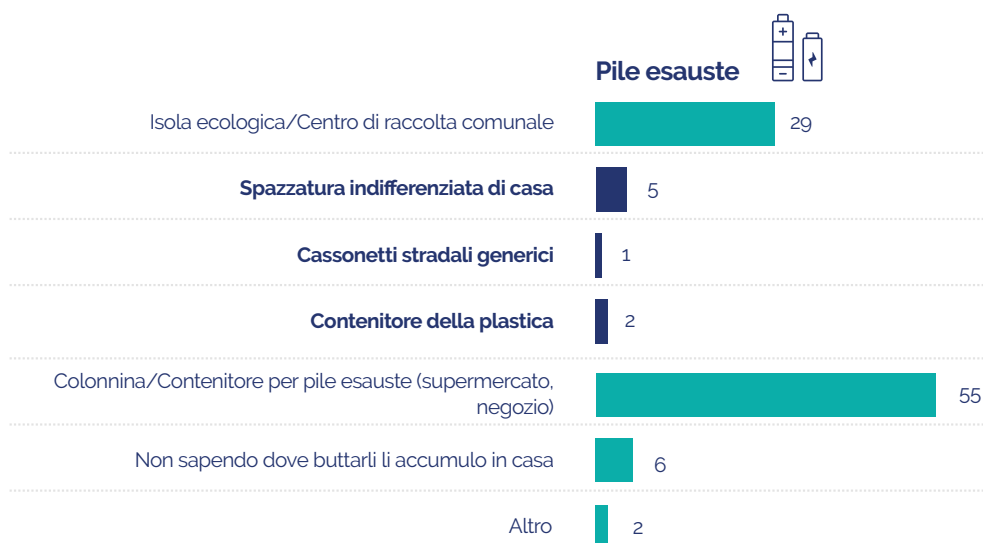 Pile esauste
Isola ecologica/Centro di raccolta comunale 29
Spazzatura indifferenziata di casa 5
Cassonetti stradali generici 1
Contenitore della plastica 2
Colonnina/Contenitore per pile esauste (supermercato,
negozio) 55
Non sapendo dove buttarli li accumulo in casa 6
Altro 2